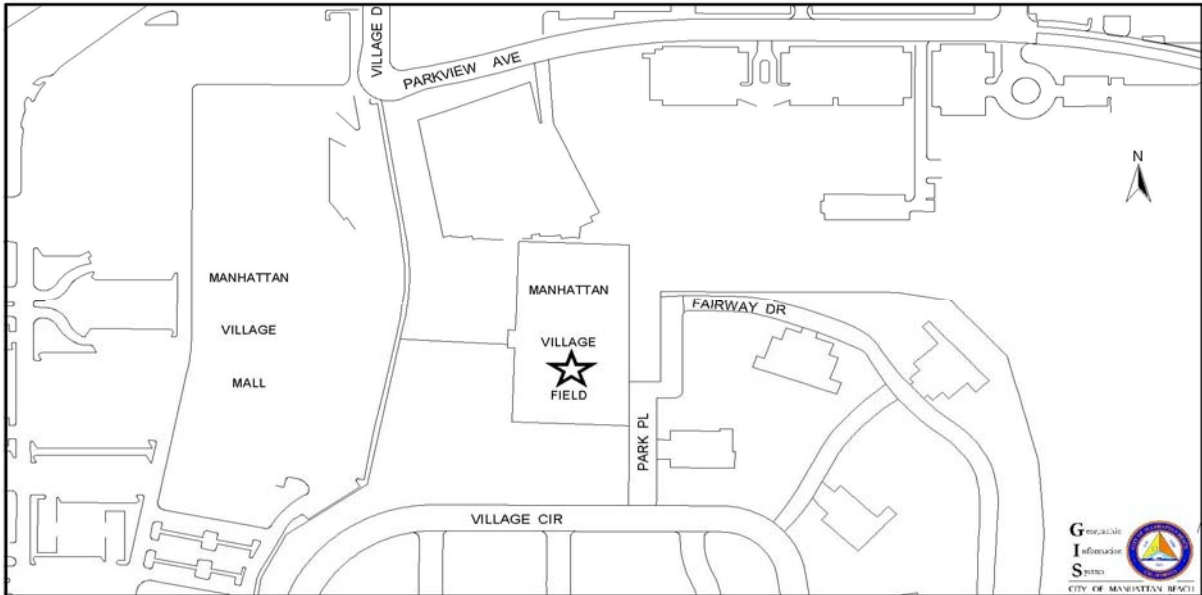 VILLAGE D
PARKVIEW AVE
N
MANHATTAN
VILLAGE
MALL
MANHATTAN
VILLAGE
FIELD
FAIRWAY DR
PARK PL
VILLAGE CIR
Geographic
Information
System
CITY OF MANHATTAN BEACH